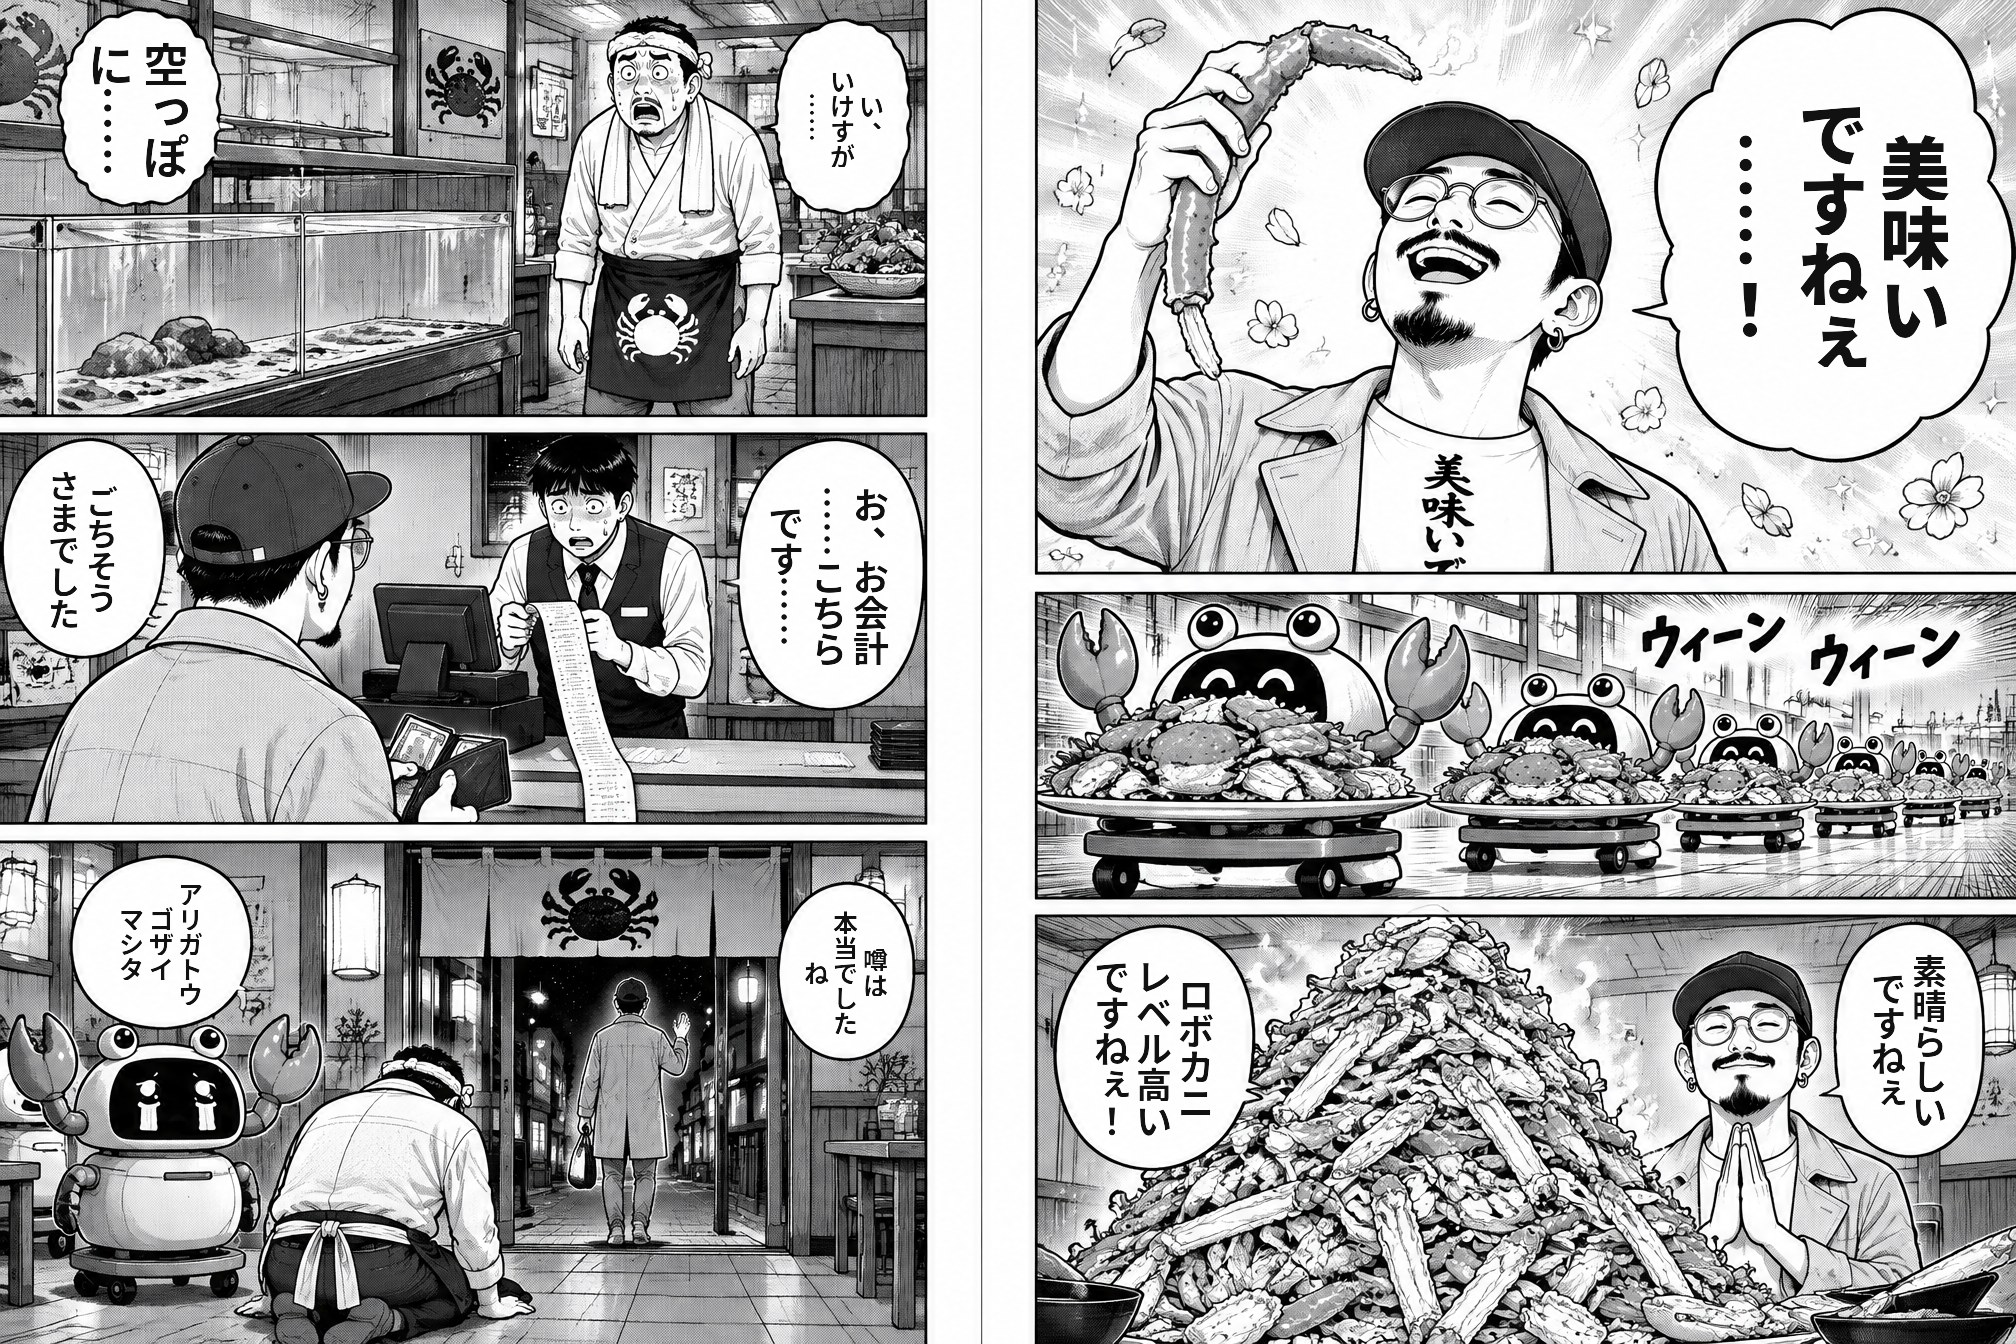 美味い
ですねぇ
……！
美味いで
ウィーン
ウィーン
素晴らしい
ですねぇ
ロボカニ
レベル高い
ですねぇ！
い、
いけすが
……
空っぽ
に……
お、お会計
……こちら
です……
ごちそう
さまでした
噂は
本当でした
ね
アリガトウ
ゴザイ
マシタ